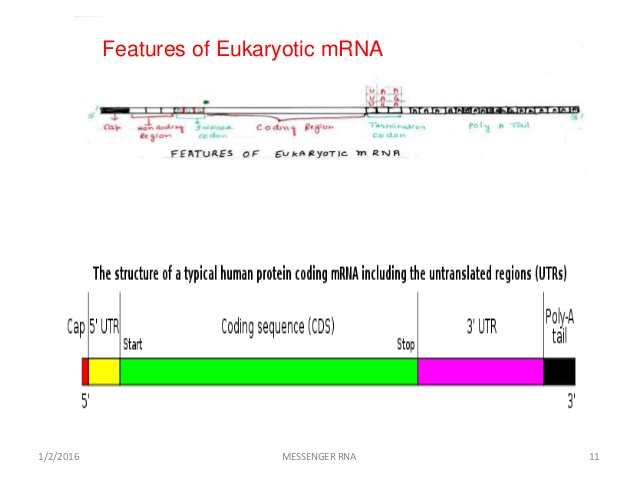 Features of Eukaryotic mRNA
U A A
U A G
U G A
5' 3'
Cap Noncoding Region Initiation codon Coding Region Termination codon Poly A Tail
FEATURES OF EUKARYOTIC mRNA
The structure of a typical human protein coding mRNA including the untranslated regions (UTRs)
Cap 5' UTR Coding sequence (CDS) 3' UTR Poly-A tail
Start Stop
5' 3'
1/2/2016 MESSENGER RNA 11